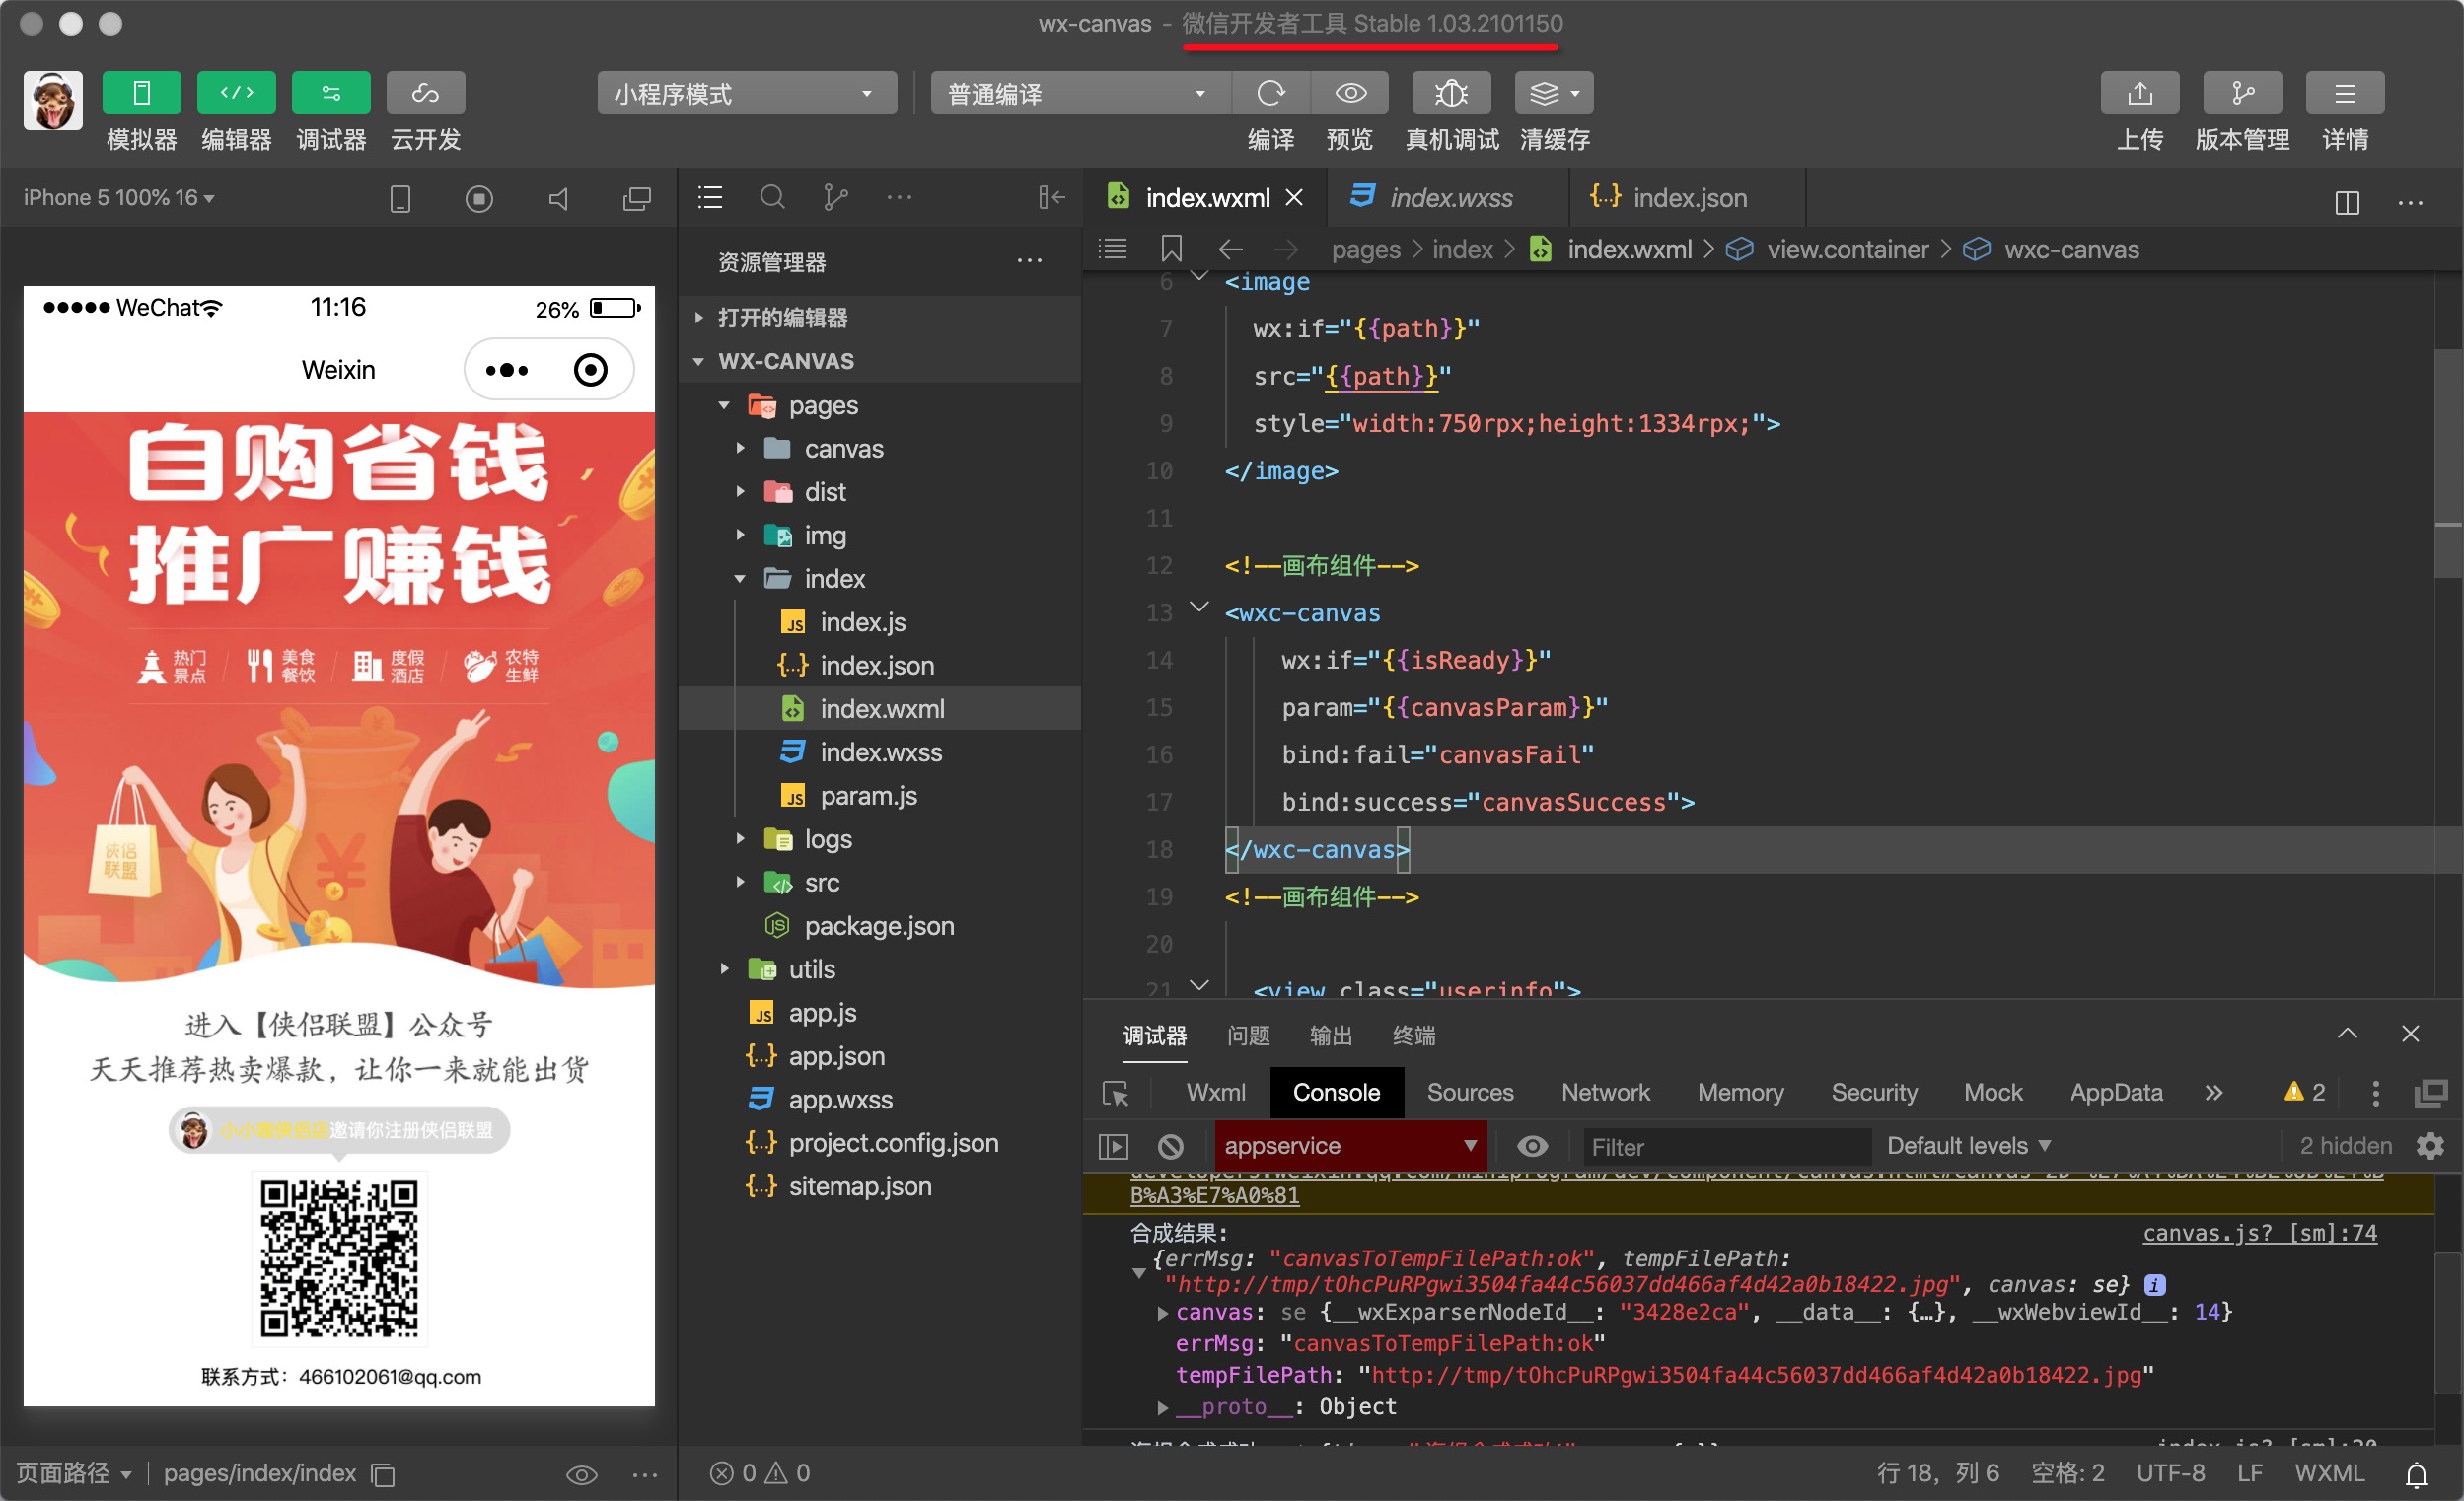 wx-canvas - 微信开发者工具 Stable 1.03.2101150
模拟器 编辑器 调试器 云开发
小程序模式
普通编译
编译 预览 真机调试 清缓存
上传 版本管理 详情
iPhone 5 100% 16
WeChat 11:16 26%
Weixin
自购省钱
推广赚钱
热门景点
美食餐饮
度假酒店
农特生鲜
侠侣
联盟
进入【侠侣联盟】公众号
天天推荐热卖爆款，让你一来就能出货
邀请你注册侠侣联盟
联系方式：466102061@qq.com
页面路径 pages/index/index
资源管理器
打开的编辑器
WX-CANVAS
pages
canvas
dist
img
index
index.js
index.json
index.wxml
index.wxss
param.js
logs
src
package.json
utils
app.js
app.json
app.wxss
project.config.json
sitemap.json
0 0
index.wxml index.wxss index.json
pages > index > index.wxml > view.container > wxc-canvas
6 <image
7 wx:if="{{path}}"
8 src="{{path}}"
9 style="width:750rpx;height:1334rpx;">
10 </image>
11
12 <!--画布组件-->
13 <wxc-canvas
14 wx:if="{{isReady}}"
15 param="{{canvasParam}}"
16 bind:fail="canvasFail"
17 bind:success="canvasSuccess">
18 </wxc-canvas>
19 <!--画布组件-->
20
21 <view class="userinfo">
调试器 问题 输出 终端
Wxml Console Sources Network Memory Security Mock AppData 2
appservice Filter Default levels 2 hidden
B%A3%E7%A0%81
合成结果: canvas.js? [sm]:74
{errMsg: "canvasToTempFilePath:ok", tempFilePath:
"http://tmp/tOhcPuRPgwi3504fa44c56037dd466af4d42a0b18422.jpg", canvas: se}
canvas: se {__wxExparserNodeId__: "3428e2ca", __data__: {…}, __wxWebviewId__: 14}
errMsg: "canvasToTempFilePath:ok"
tempFilePath: "http://tmp/tOhcPuRPgwi3504fa44c56037dd466af4d42a0b18422.jpg"
__proto__: Object
行 18，列 6 空格: 2 UTF-8 LF WXML